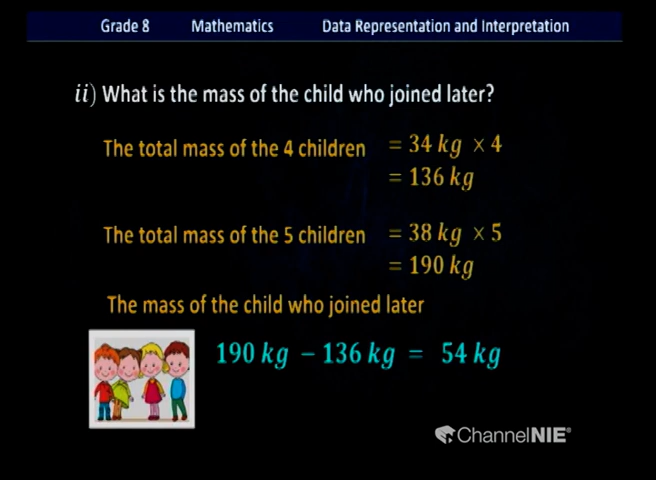 Grade 8 Mathematics Data Representation and Interpretation
ii) What is the mass of the child who joined later?
The total mass of the 4 children = 34 kg × 4
= 136 kg
The total mass of the 5 children = 38 kg × 5
= 190 kg
The mass of the child who joined later
190 kg − 136 kg = 54 kg
ChannelNIE®